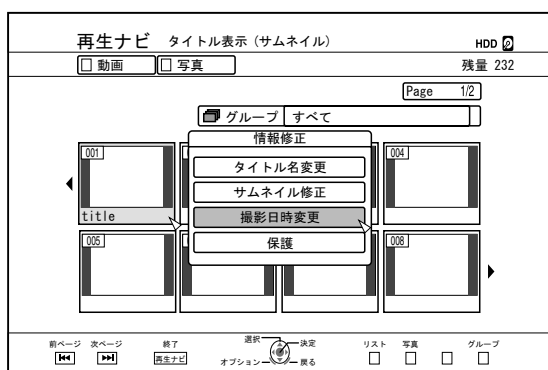 再生ナビ タイトル表示 (サムネイル) HDD
動画 写真 残量 232
Page 1/2
グループ すべて
情報修正
タイトル名変更
サムネイル修正
撮影日時変更
保護
001
004
title
005
008
前ページ 次ページ 終了 選択 決定 リスト 写真 グループ
再生ナビ オプション 戻る